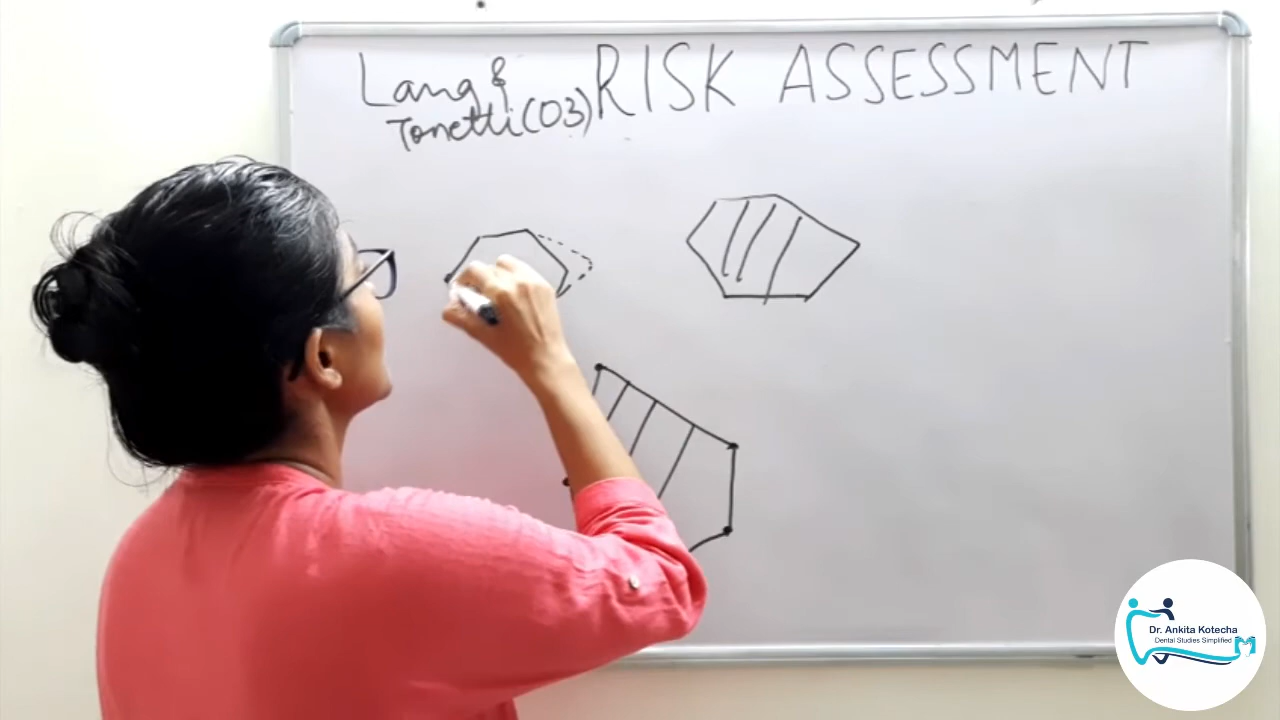 Lang & RISK ASSESSMENT
Tonetti (03)
Dr. Ankita Kotecha
Dental Studies Simplified